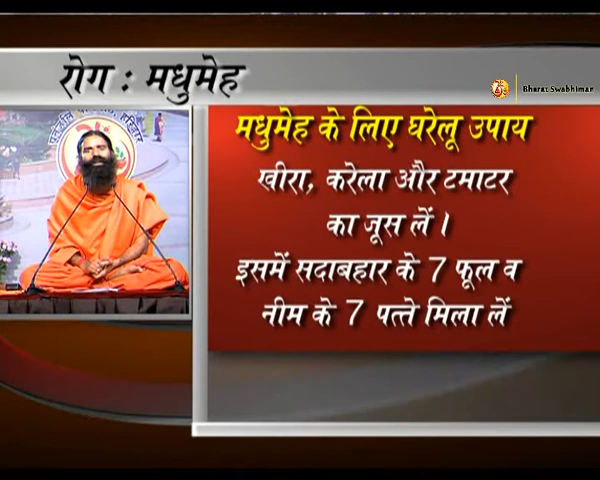 रोग : मधुमेह
Bharat Swabhiman
मधुमेह के लिए घरेलू उपाय
खीरा, करेला और टमाटर
का जूस लें ।
इसमें सदाबहार के 7 फूल व
नीम के 7 पत्ते मिला लें